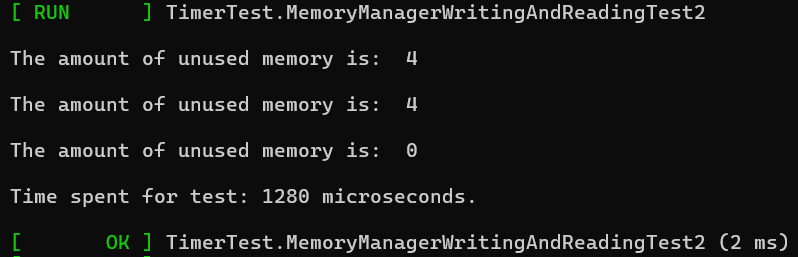 [ RUN      ] TimerTest.MemoryManagerWritingAndReadingTest2
The amount of unused memory is:  4
The amount of unused memory is:  4
The amount of unused memory is:  0
Time spent for test: 1280 microseconds.
[       OK ] TimerTest.MemoryManagerWritingAndReadingTest2 (2 ms)